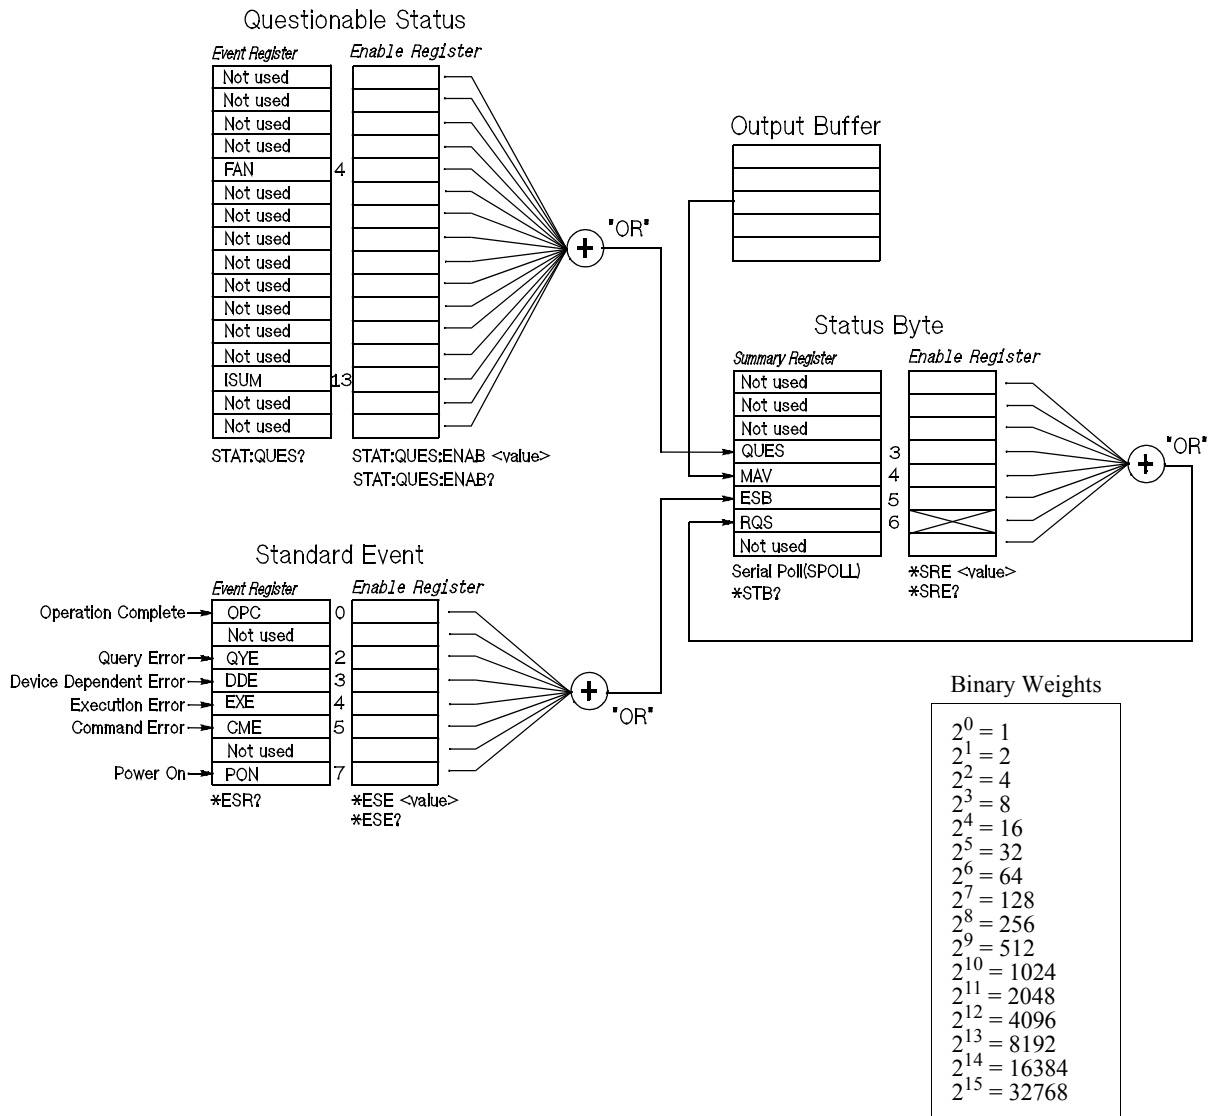 Questionable Status
Event Register Enable Register
Not used
Not used
Not used
Not used
FAN 4
Not used
Not used
Not used
Not used
Not used
Not used
Not used
Not used
ISUM 13
Not used
Not used
STAT:QUES? STAT:QUES:ENAB <value>
STAT:QUES:ENAB?
+
"OR"
Output Buffer
Status Byte
Summary Register Enable Register
Not used
Not used
Not used
QUES 3
MAV 4
ESB 5
RQS 6
Not used
Serial Poll(SPOLL) *SRE <value>
*STB? *SRE?
+
"OR"
Standard Event
Event Register Enable Register
Operation Complete OPC 0
Not used
Query Error QYE 2
Device Dependent Error DDE 3
Execution Error EXE 4
Command Error CME 5
Not used
Power On PON 7
*ESR? *ESE <value>
*ESE?
+
"OR"
Binary Weights
2^0 = 1
2^1 = 2
2^2 = 4
2^3 = 8
2^4 = 16
2^5 = 32
2^6 = 64
2^7 = 128
2^8 = 256
2^9 = 512
2^10 = 1024
2^11 = 2048
2^12 = 4096
2^13 = 8192
2^14 = 16384
2^15 = 32768